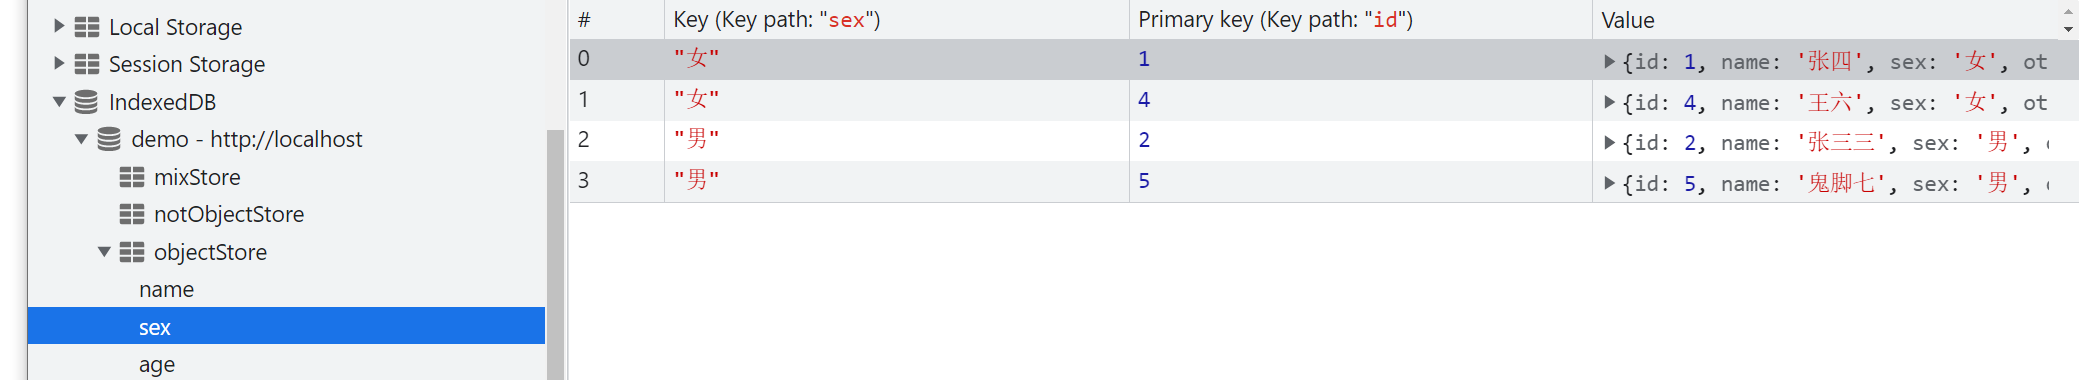 Local Storage
Session Storage
IndexedDB
demo - http://localhost
mixStore
notObjectStore
objectStore
name
sex
age
# Key (Key path: "sex") Primary key (Key path: "id") Value
0 "女" 1 {id: 1, name: '张四', sex: '女', ot
1 "女" 4 {id: 4, name: '王六', sex: '女', ot
2 "男" 2 {id: 2, name: '张三三', sex: '男',
3 "男" 5 {id: 5, name: '鬼脚七', sex: '男',